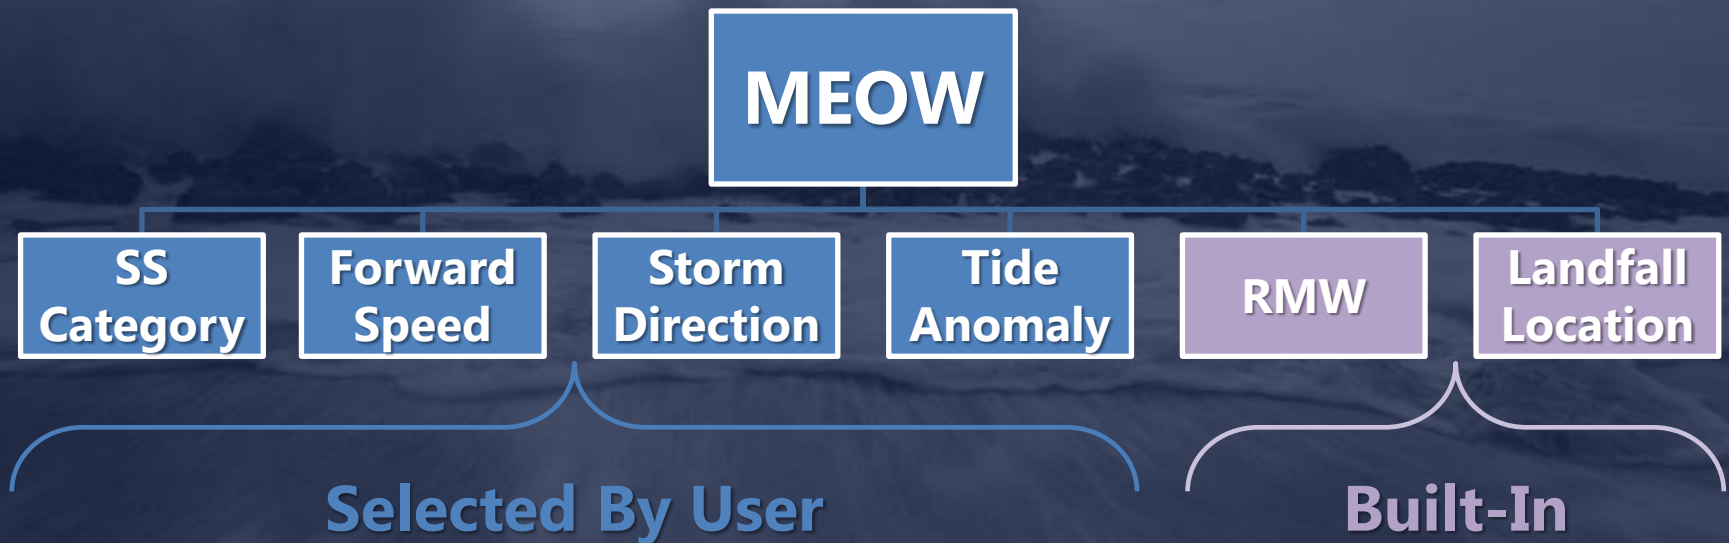 MEOW
SS
Category
Forward
Speed
Storm
Direction
Tide
Anomaly
RMW
Landfall
Location
Selected By User
Built-In